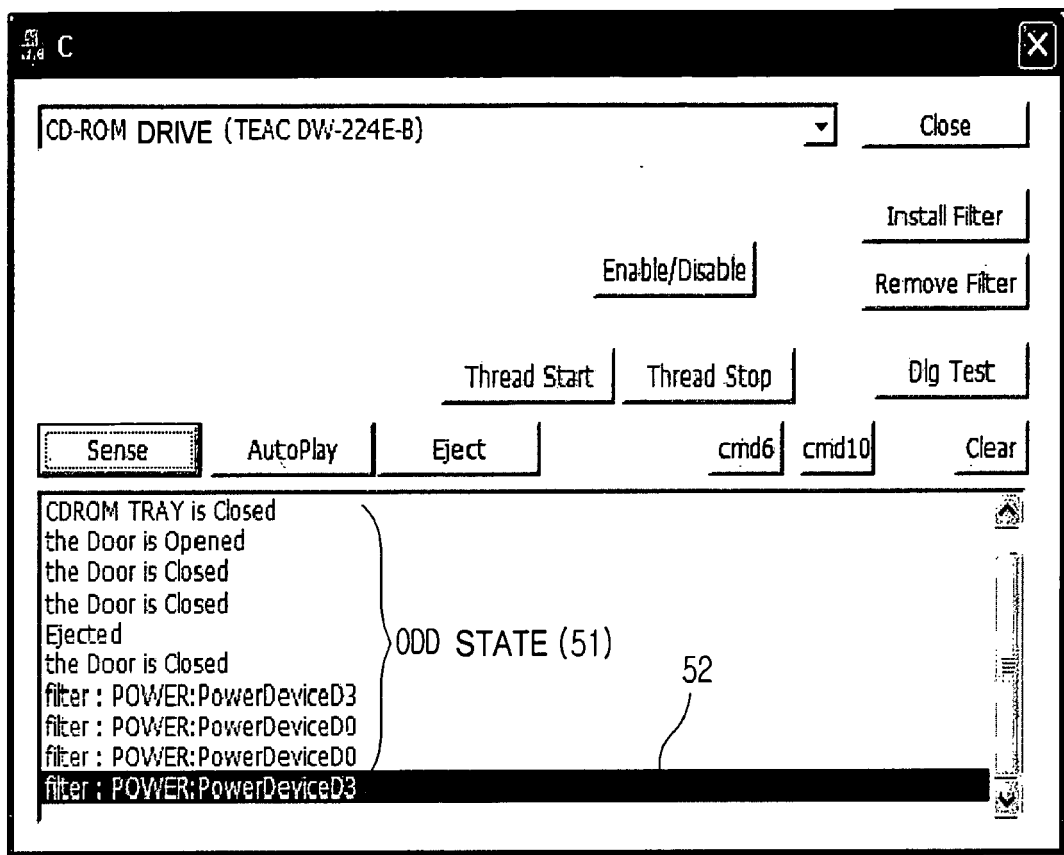 C
CD-ROM DRIVE (TEAC DW-224E-B)
Close
Install Filter
Enable/Disable
Remove Filter
Thread Start
Thread Stop
Dlg Test
Sense
AutoPlay
Eject
cmd6
cmd10
Clear
CDROM TRAY is Closed
the Door is Opened
the Door is Closed
the Door is Closed
Ejected
the Door is Closed
filter : POWER:PowerDeviceD3
filter : POWER:PowerDeviceD0
filter : POWER:PowerDeviceD0
filter : POWER:PowerDeviceD3
ODD STATE (51)
52